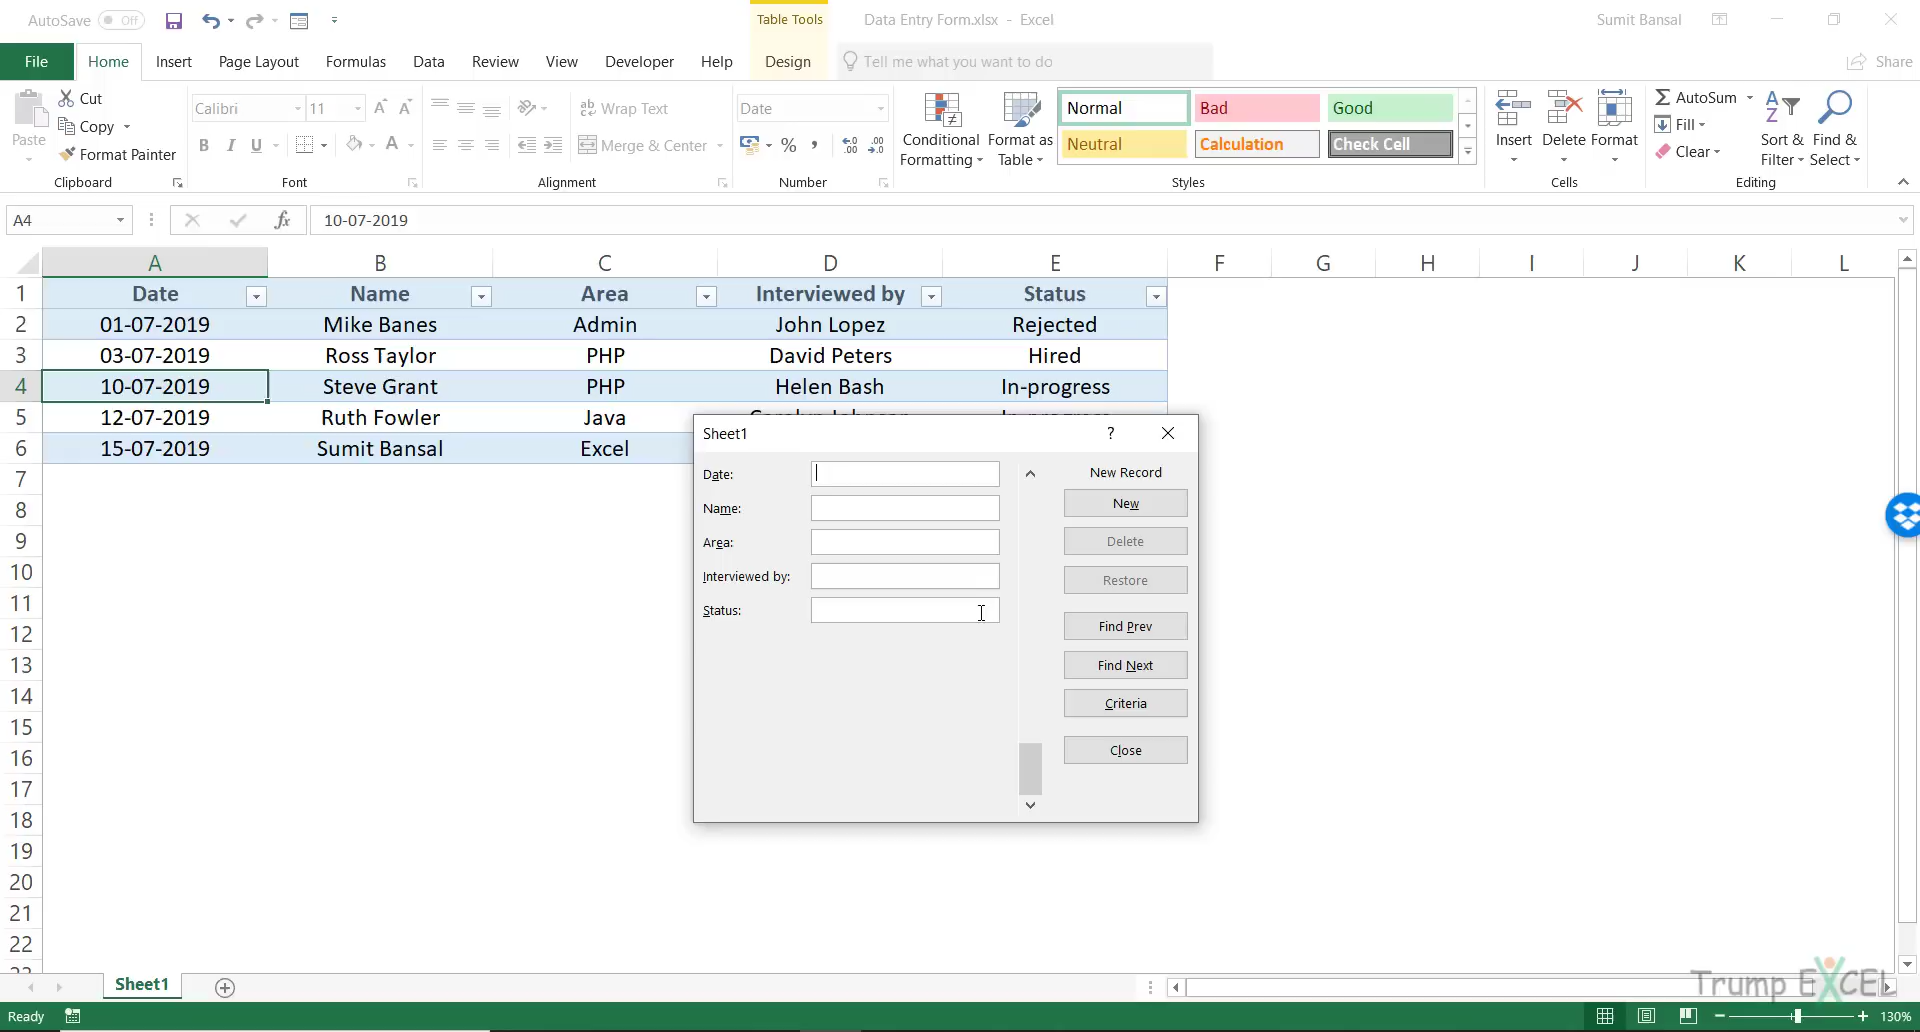 AutoSave Off Table Tools Data Entry Form.xlsx - Excel Sumit Bansal
File Home Insert Page Layout Formulas Data Review View Developer Help Design Tell me what you want to do Share
Paste Cut Copy Format Painter Clipboard
Calibri 11 B I U A Font
ab Wrap Text Merge & Center Alignment
Date % , .00 Number
Conditional Formatting Format as Table
Normal Bad Good
Neutral Calculation Check Cell
Styles
Insert Delete Format Cells
AutoSum Fill Clear Sort & Filter Find & Select Editing
A4 fx 10-07-2019
A B C D E F G H I J K L
1 Date Name Area Interviewed by Status
2 01-07-2019 Mike Banes Admin John Lopez Rejected
3 03-07-2019 Ross Taylor PHP David Peters Hired
4 10-07-2019 Steve Grant PHP Helen Bash In-progress
5 12-07-2019 Ruth Fowler Java
6 15-07-2019 Sumit Bansal Excel
7
8
9
10
11
12
13
14
15
16
17
18
19
20
21
22
Sheet1 ?
Date:
Name:
Area:
Interviewed by:
Status:
New Record
New
Delete
Restore
Find Prev
Find Next
Criteria
Close
Sheet1
Trump EXCEL
Ready 130%